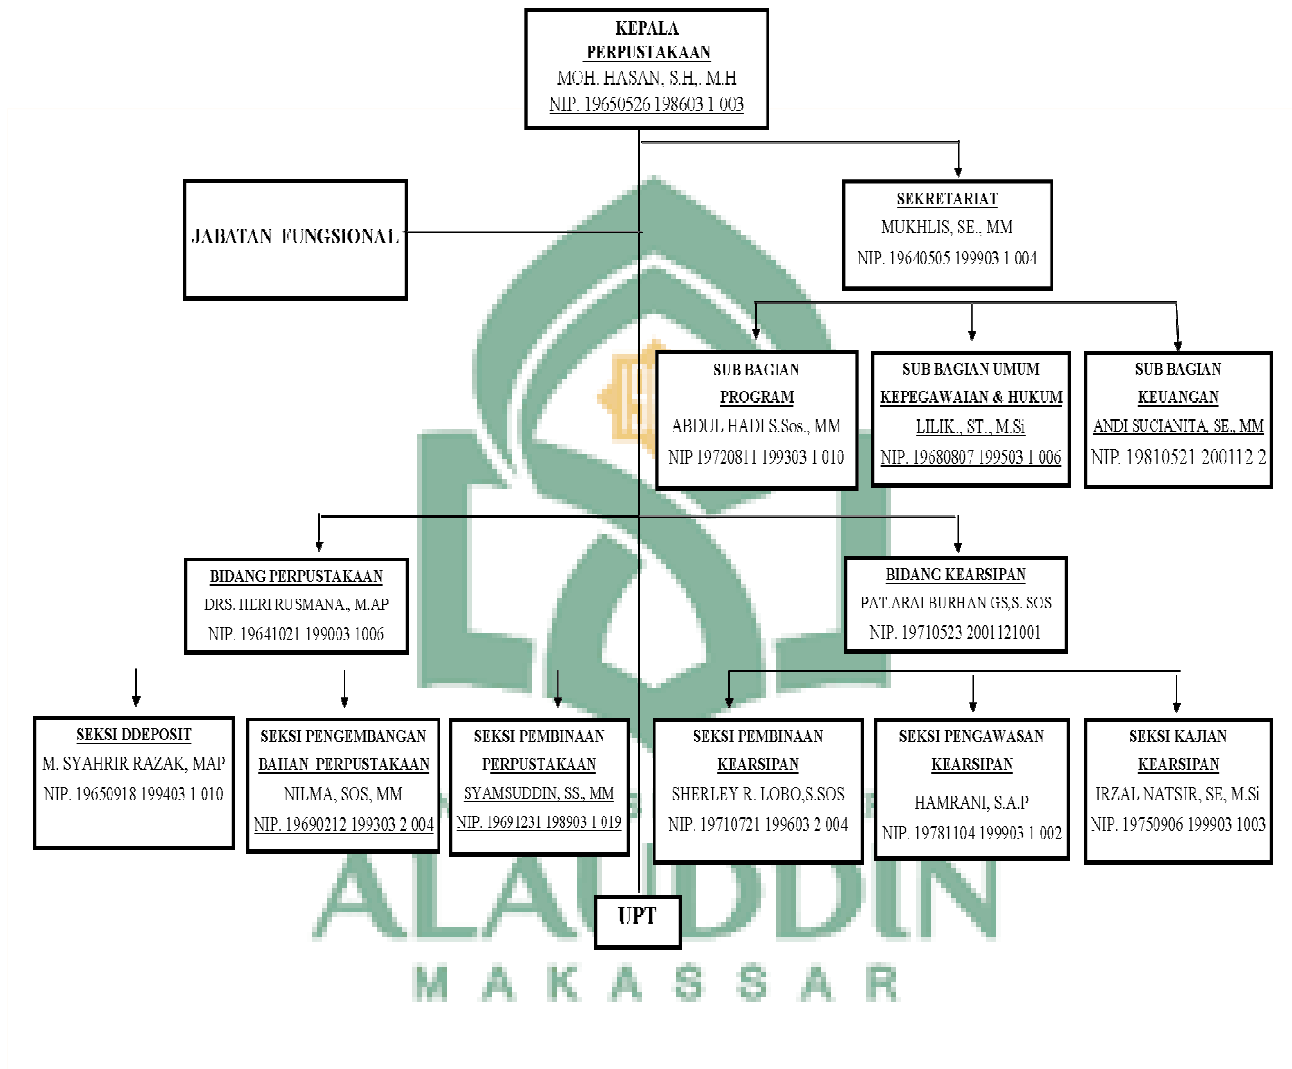 KEPALA
PERPUSTAKAAN
MOH. HASAN, S.H,. M.H
NIP. 19650526 198603 1 003
SEKRETARIAT
MUKHLIS, SE., MM
NIP. 19640505 199903 1 004
JABATAN FUNGSIONAL
SUB BAGIAN
PROGRAM
ABDUL HADI S.Sos., MM
NIP 19720811 199303 1 010
SUB BAGIAN UMUM
KEPEGAWAIAN & HUKUM
LILIK., ST., M.Si
NIP. 19680807 199503 1 006
SUB BAGIAN
KEUANGAN
ANDI SUCIANITA, SE., MM
NIP. 19810521 200112 2
BIDANG PERPUSTAKAAN
DRS. HERI RUSMANA., M.AP
NIP. 19641021 199003 1006
BIDANG KEARSIPAN
PAT.ARAI BURHAN GS,S. SOS
NIP. 19710523 2001121001
SEKSI DDEPOSIT
M. SYAHRIR RAZAK, MAP
NIP. 19650918 199403 1 010
SEKSI PENGEMBANGAN
BAHAN PERPUSTAKAAN
NILMA, SOS, MM
NIP. 19690212 199303 2 004
SEKSI PEMBINAAN
PERPUSTAKAAN
SYAMSUDDIN, SS., MM
NIP. 19691231 198903 1 019
SEKSI PEMBINAAN
KEARSIPAN
SHERLEY R. LOBO,S.SOS
NIP. 19710721 199603 2 004
SEKSI PENGAWASAN
KEARSIPAN
HAMRANI, S.A.P
NIP. 19781104 199903 1 002
SEKSI KAJIAN
KEARSIPAN
IRZAL NATSIR, SE, M.Si
NIP. 19750906 199903 1003
UPT
ALAUDDIN
MAKASSAR